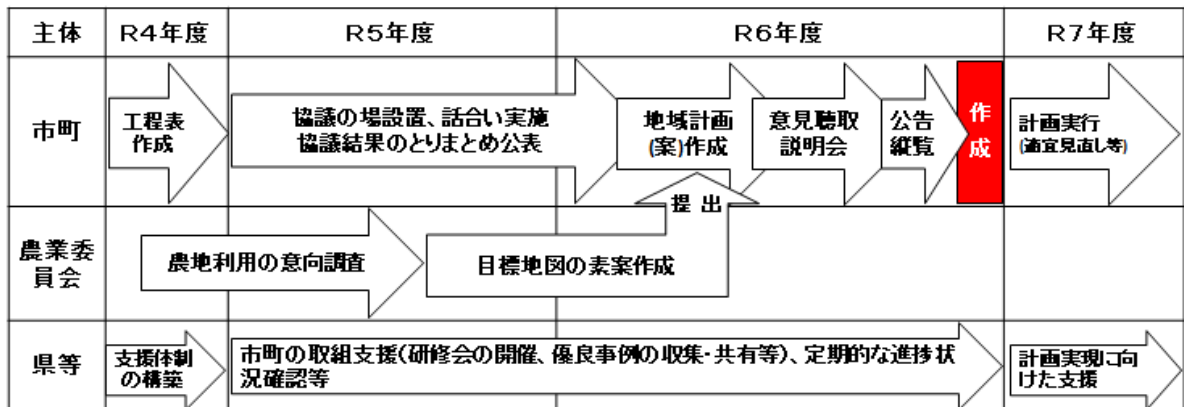 主体
R4年度
R5年度
R6年度
R7年度
市町
工程表
作成
協議の場設置、話合い実施
協議結果のとりまとめ公表
地域計画
(案)作成
意見聴取
説明会
公告
縦覧
作
成
計画実行
(適宜見直し等)
農業委
員会
農地利用の意向調査
目標地図の素案作成
提 出
県等
支援体制
の構築
市町の取組支援(研修会の開催、優良事例の収集・共有等)、定期的な進捗状
況確認等
計画実現に向
けた支援